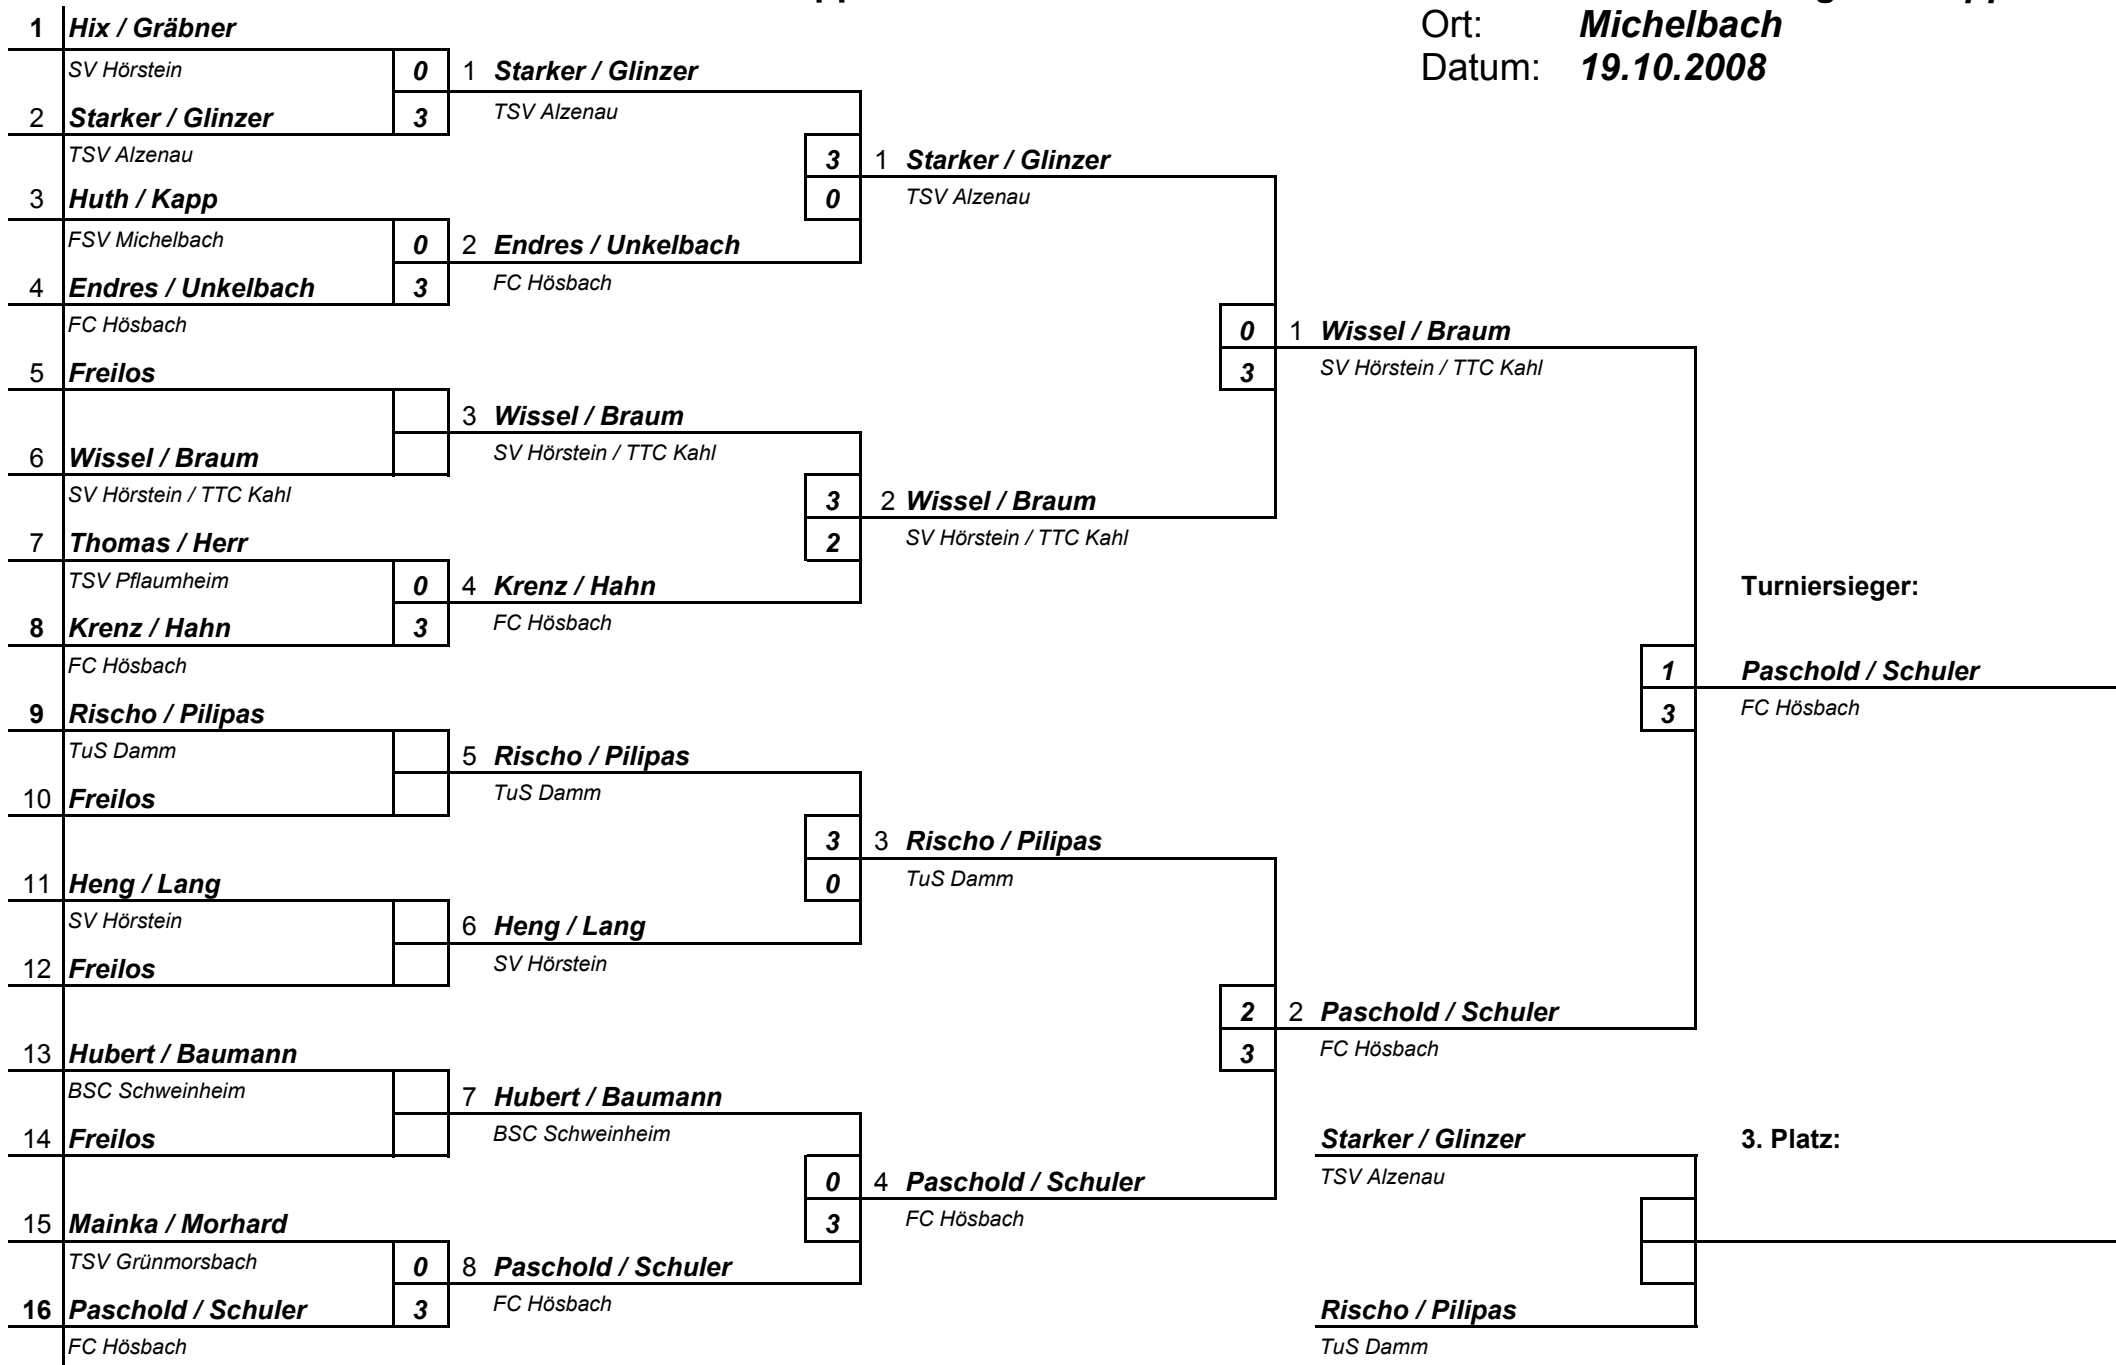 Ort: Michelbach
Datum: 19.10.2008
1 Hix / Gräbner
SV Hörstein 0
2 Starker / Glinzer 3
TSV Alzenau
3 Huth / Kapp
FSV Michelbach 0
4 Endres / Unkelbach 3
FC Hösbach
5 Freilos
6 Wissel / Braum
SV Hörstein / TTC Kahl
7 Thomas / Herr
TSV Pflaumheim 0
8 Krenz / Hahn 3
FC Hösbach
9 Rischo / Pilipas
TuS Damm
10 Freilos
11 Heng / Lang
SV Hörstein
12 Freilos
13 Hubert / Baumann
BSC Schweinheim
14 Freilos
15 Mainka / Morhard
TSV Grünmorsbach 0
16 Paschold / Schuler 3
FC Hösbach
1 Starker / Glinzer
TSV Alzenau
3
0
2 Endres / Unkelbach
FC Hösbach
3 Wissel / Braum
SV Hörstein / TTC Kahl
3
2
4 Krenz / Hahn
FC Hösbach
5 Rischo / Pilipas
TuS Damm
3
0
6 Heng / Lang
SV Hörstein
7 Hubert / Baumann
BSC Schweinheim
0
3
8 Paschold / Schuler
FC Hösbach
1 Starker / Glinzer
TSV Alzenau
0
3
2 Wissel / Braum
SV Hörstein / TTC Kahl
3 Rischo / Pilipas
TuS Damm
2
3
4 Paschold / Schuler
FC Hösbach
1 Wissel / Braum
SV Hörstein / TTC Kahl
1
3
2 Paschold / Schuler
FC Hösbach
Turniersieger:
Paschold / Schuler
FC Hösbach
Starker / Glinzer
TSV Alzenau
3. Platz:
Rischo / Pilipas
TuS Damm